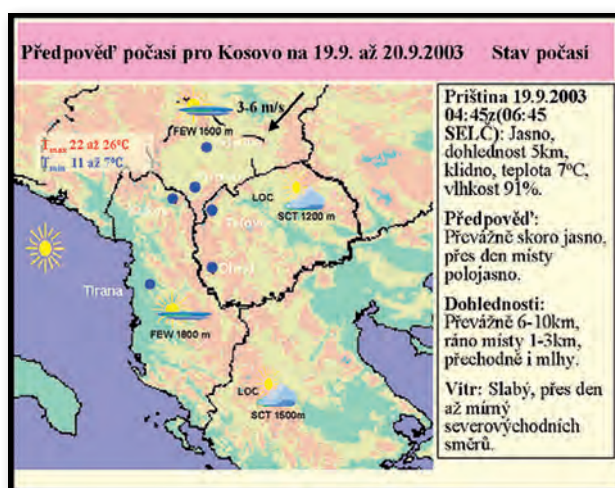 Předpověď počasí pro Kosovo na 19.9. až 20.9.2003 Stav počasí
3-6 m/s
FEW 1500 m
Tmax 22 až 26°C
Tmin 11 až 7°C
LOC
SCT 1200 m
Tirana
FEW 1800 m
LOC
SCT 1500m
Priština 19.9.2003
04:45z(06:45
SELČ): Jasno,
dohlednost 5km,
klidno, teplota 7°C,
vlhkost 91%.
Předpověď:
Převážně skoro jasno,
přes den místy
polojasno.
Dohlednosti:
Převážně 6-10km,
ráno místy 1-3km,
přechodně i mlhy.
Vítr: Slabý, přes den
až mírný
severovýchodních
směrů.